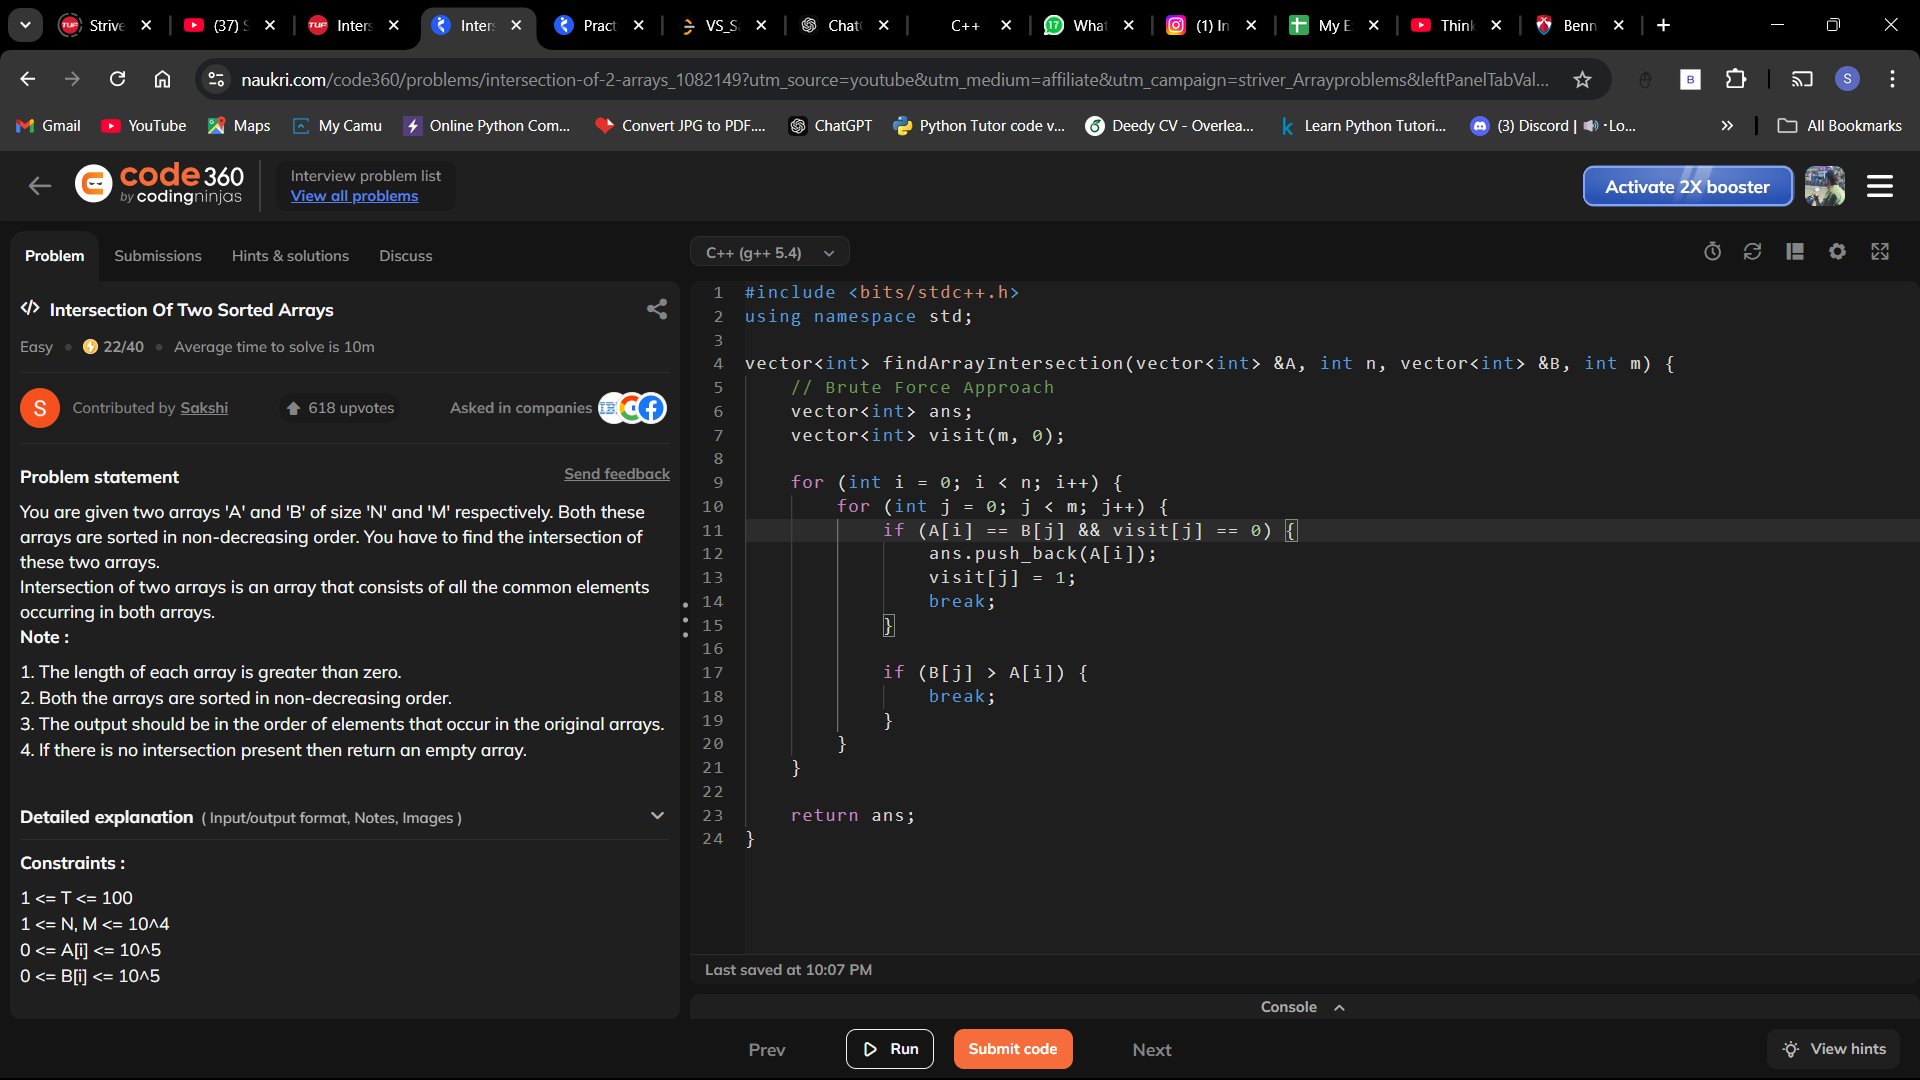 Strive
(37) S
Inters
Inters
Pract
VS_S
Chat
C++
17
What
(1) In
My E
Think
Benn
naukri.com/code360/problems/intersection-of-2-arrays_1082149?utm_source=youtube&utm_medium=affiliate&utm_campaign=striver_Arrayproblems&leftPanelTabVal...
B
S
Gmail
YouTube
Maps
My Camu
Online Python Com...
Convert JPG to PDF....
ChatGPT
Python Tutor code v...
Deedy CV - Overlea...
Learn Python Tutori...
(3) Discord | 🔊・Lo...
All Bookmarks
code 360
by codingninjas
Interview problem list
View all problems
Activate 2X booster
Problem
Submissions
Hints & solutions
Discuss
C++ (g++ 5.4)
</> Intersection Of Two Sorted Arrays
Easy • 22/40 • Average time to solve is 10m
S
Contributed by Sakshi
618 upvotes
Asked in companies
Problem statement
Send feedback
You are given two arrays 'A' and 'B' of size 'N' and 'M' respectively. Both these
arrays are sorted in non-decreasing order. You have to find the intersection of
these two arrays.
Intersection of two arrays is an array that consists of all the common elements
occurring in both arrays.
Note :
1. The length of each array is greater than zero.
2. Both the arrays are sorted in non-decreasing order.
3. The output should be in the order of elements that occur in the original arrays.
4. If there is no intersection present then return an empty array.
Detailed explanation ( Input/output format, Notes, Images )
Constraints :
1 <= T <= 100
1 <= N, M <= 10^4
0 <= A[i] <= 10^5
0 <= B[i] <= 10^5
1 #include <bits/stdc++.h>
2 using namespace std;
3
4 vector<int> findArrayIntersection(vector<int> &A, int n, vector<int> &B, int m) {
5     // Brute Force Approach
6     vector<int> ans;
7     vector<int> visit(m, 0);
8
9     for (int i = 0; i < n; i++) {
10         for (int j = 0; j < m; j++) {
11             if (A[i] == B[j] && visit[j] == 0) {
12                 ans.push_back(A[i]);
13                 visit[j] = 1;
14                 break;
15             }
16
17             if (B[j] > A[i]) {
18                 break;
19             }
20         }
21     }
22
23     return ans;
24 }
Last saved at 10:07 PM
Console
Prev
Run
Submit code
Next
View hints